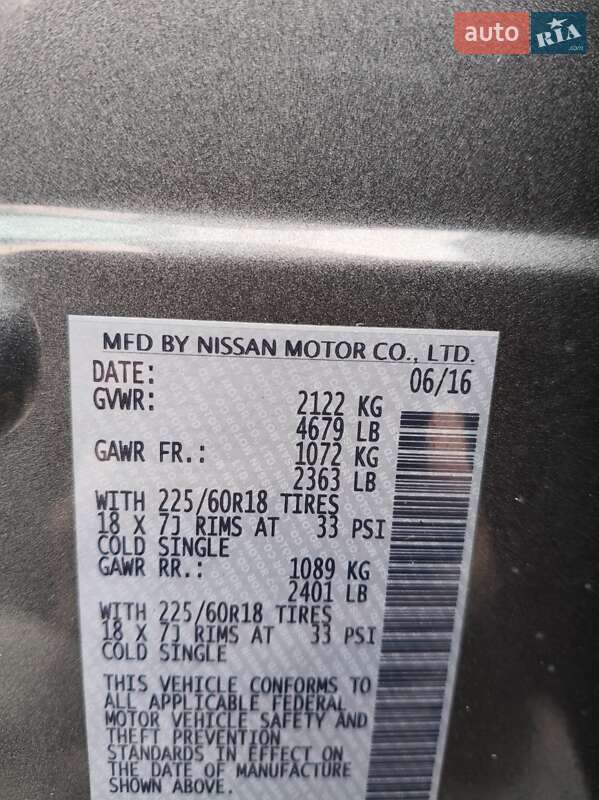 auto RIA.com
MFD BY NISSAN MOTOR CO., LTD.
DATE: 06/16
GVWR: 2122 KG
4679 LB
GAWR FR.: 1072 KG
2363 LB
WITH 225/60R18 TIRES
18 X 7J RIMS AT 33 PSI
COLD SINGLE
GAWR RR.: 1089 KG
2401 LB
WITH 225/60R18 TIRES
18 X 7J RIMS AT 33 PSI
COLD SINGLE
THIS VEHICLE CONFORMS TO
ALL APPLICABLE FEDERAL
MOTOR VEHICLE SAFETY AND
THEFT PREVENTION
STANDARDS IN EFFECT ON
THE DATE OF MANUFACTURE
SHOWN ABOVE.